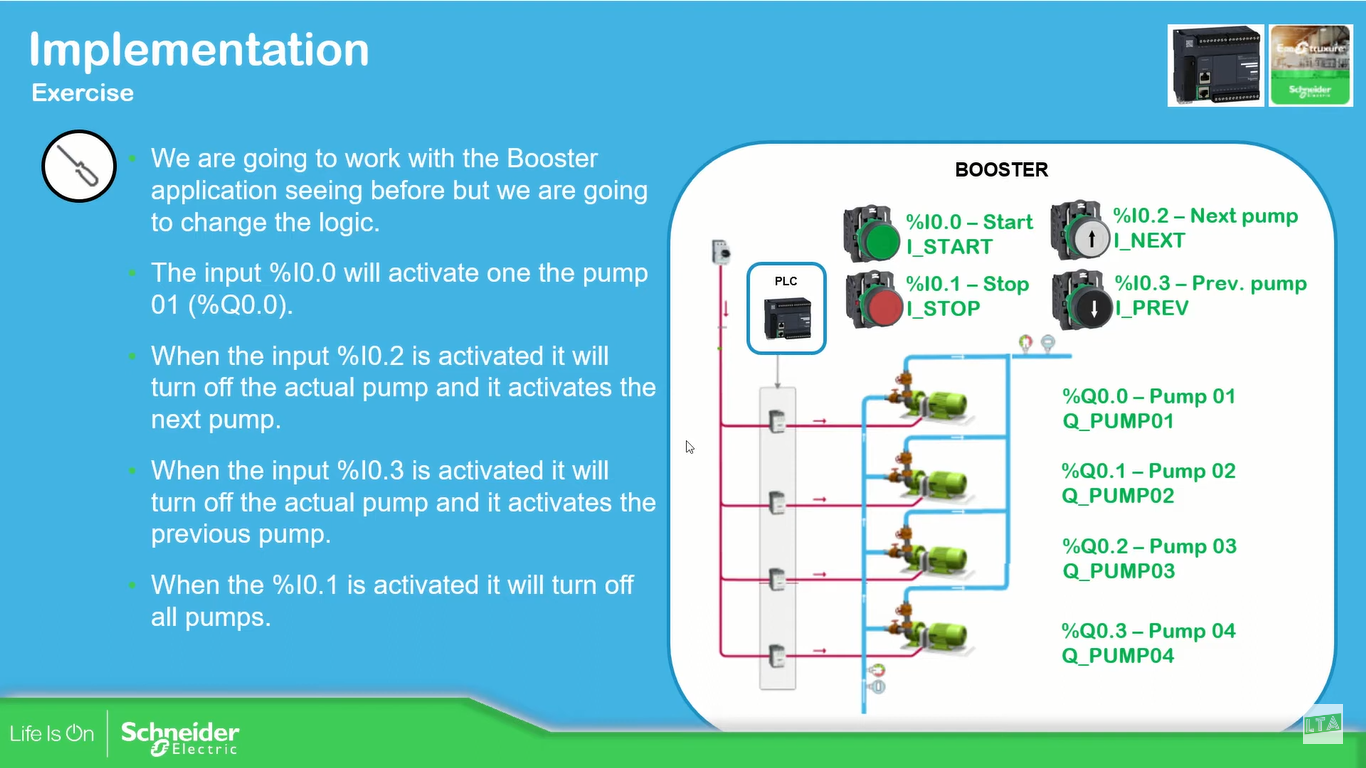 Implementation
Exercise
Eco Struxure
Schneider
Electric
• We are going to work with the Booster
application seeing before but we are going
to change the logic.
• The input %I0.0 will activate one the pump
01 (%Q0.0).
• When the input %I0.2 is activated it will
turn off the actual pump and it activates the
next pump.
• When the input %I0.3 is activated it will
turn off the actual pump and it activates the
previous pump.
• When the %I0.1 is activated it will turn off
all pumps.
BOOSTER
%I0.0 – Start
I_START
%I0.2 – Next pump
I_NEXT
%I0.1 – Stop
I_STOP
%I0.3 – Prev. pump
I_PREV
PLC
%Q0.0 – Pump 01
Q_PUMP01
%Q0.1 – Pump 02
Q_PUMP02
%Q0.2 – Pump 03
Q_PUMP03
%Q0.3 – Pump 04
Q_PUMP04
Life Is On
Schneider
Electric
LTA